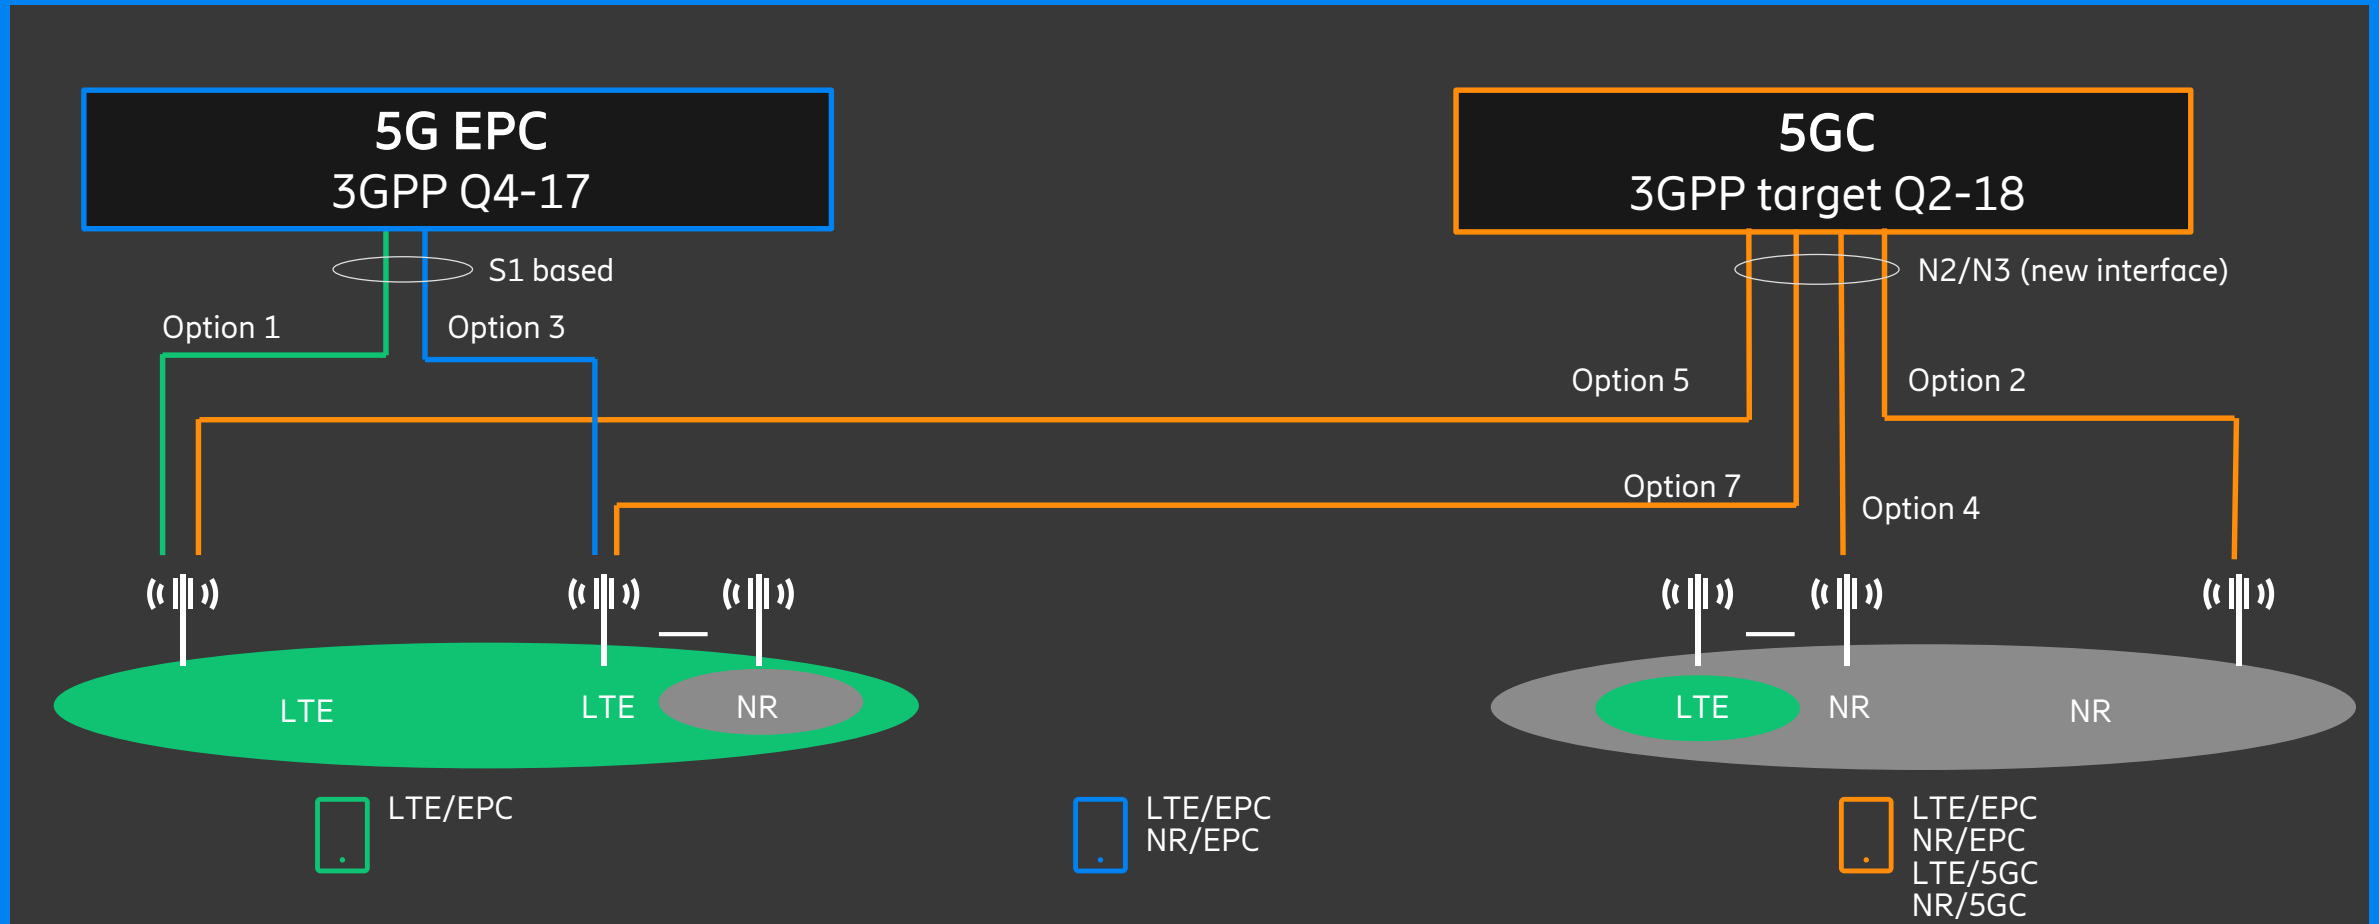 5G EPC
3GPP Q4-17
5GC
3GPP target Q2-18
S1 based
N2/N3 (new interface)
Option 1
Option 3
Option 5
Option 2
Option 7
Option 4
LTE
LTE
NR
LTE
NR
NR
LTE/EPC
LTE/EPC
NR/EPC
LTE/EPC
NR/EPC
LTE/5GC
NR/5GC